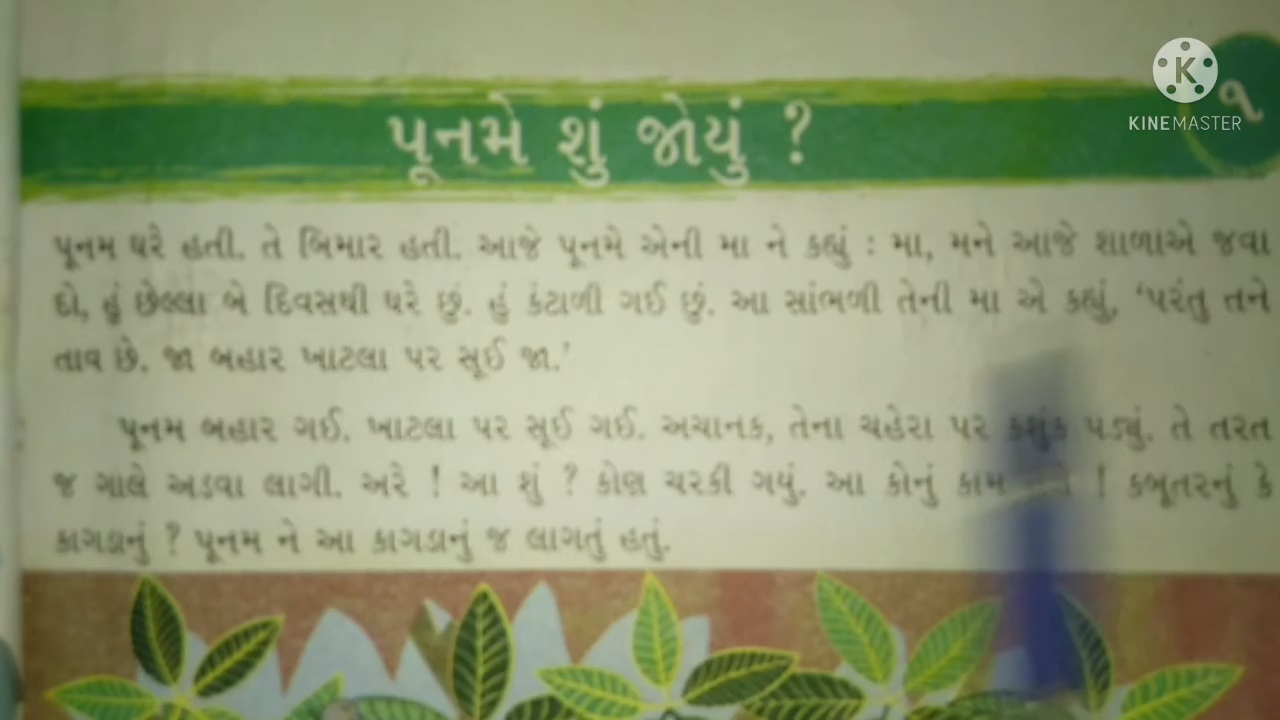 પૂનમે શું જોયું ?
૧
KINEMASTER
પૂનમ ઘરે હતી. તે બિમાર હતી. આજે પૂનમે એની મા ને કહ્યું : મા, મને આજે શાળાએ જવા
દો, હું છેલ્લા બે દિવસથી ઘરે છું. હું કંટાળી ગઈ છું. આ સાંભળી તેની મા એ કહ્યું, ‘પરંતુ તને
તાવ છે. જા બહાર ખાટલા પર સૂઈ જા.’
પૂનમ બહાર ગઈ. ખાટલા પર સૂઈ ગઈ. અચાનક, તેના ચહેરા પર કશુંક પડ્યું. તે તરત
જ ગાલે અડવા લાગી. અરે ! આ શું ? કોણ ચરકી ગયું. આ કોનું કામ ! કબૂતરનું કે
કાગડાનું ? પૂનમ ને આ કાગડાનું જ લાગતું હતું.